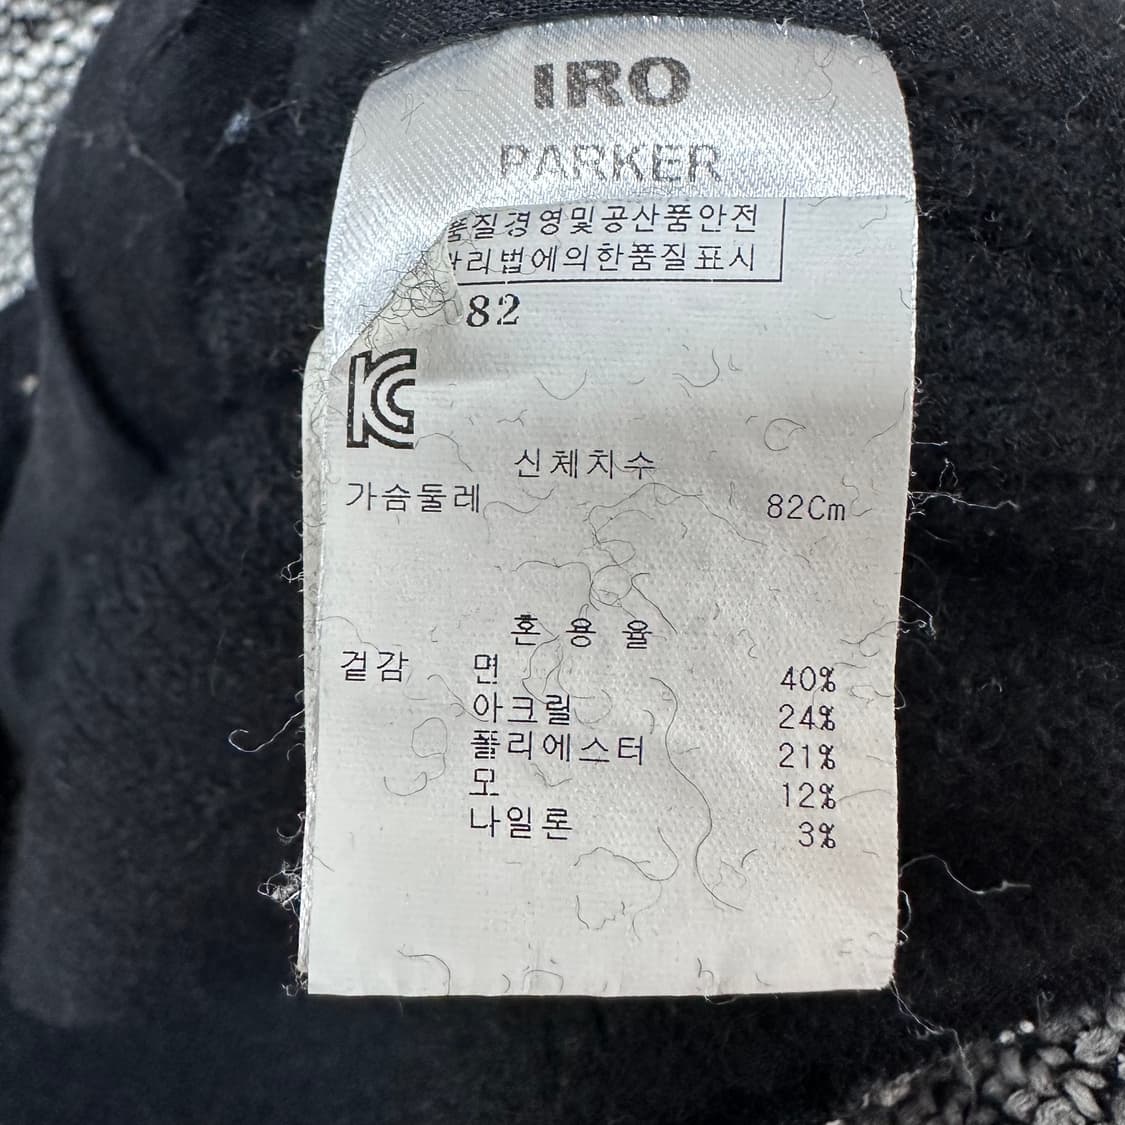 IRO
PARKER
품질경영및공산품안전
리법에의한품질표시
82
KC
신체치수
가슴둘레 82Cm
혼용율
겉감 면 40%
아크릴 24%
폴리에스터 21%
모 12%
나일론 3%